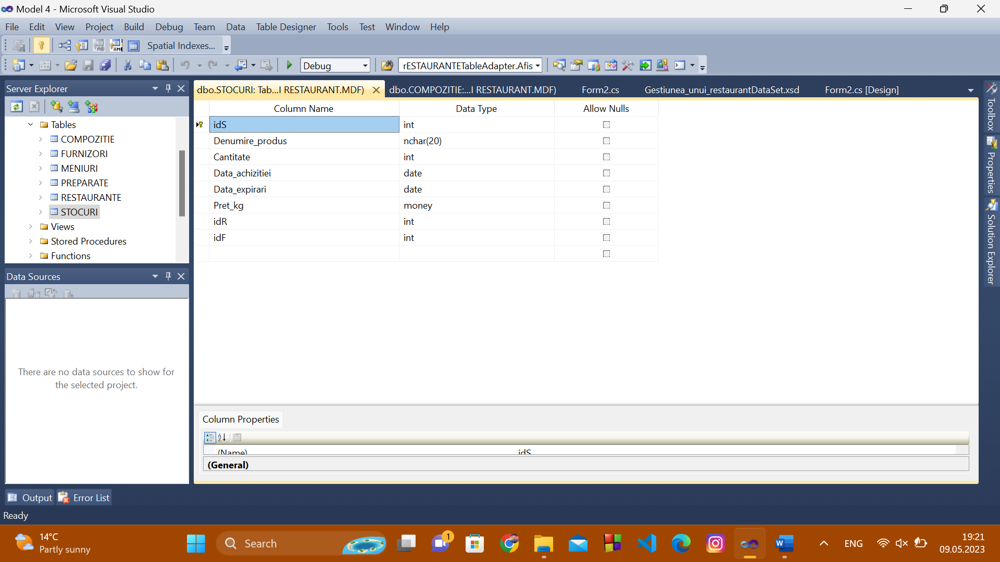 Model 4 - Microsoft Visual Studio
File Edit View Project Build Debug Team Data Table Designer Tools Test Window Help
Spatial Indexes...
Debug rESTAURANTETableAdapter.Afis
Server Explorer
Tables
COMPOZITIE
FURNIZORI
MENIURI
PREPARATE
RESTAURANTE
STOCURI
Views
Stored Procedures
Functions
Data Sources
There are no data sources to show for
the selected project.
dbo.STOCURI: Tab...I RESTAURANT.MDF) dbo.COMPOZITIE:...I RESTAURANT.MDF) Form2.cs Gestiunea_unui_restaurantDataSet.xsd Form2.cs [Design]
Column Name Data Type Allow Nulls
idS int
Denumire_produs nchar(20)
Cantitate int
Data_achizitiei date
Data_expirari date
Pret_kg money
idR int
idF int
Column Properties
(Name) idS
(General)
Toolbox
Properties
Solution Explorer
Output Error List
Ready
14°C
Partly sunny
Search
1
ENG
19:21
09.05.2023